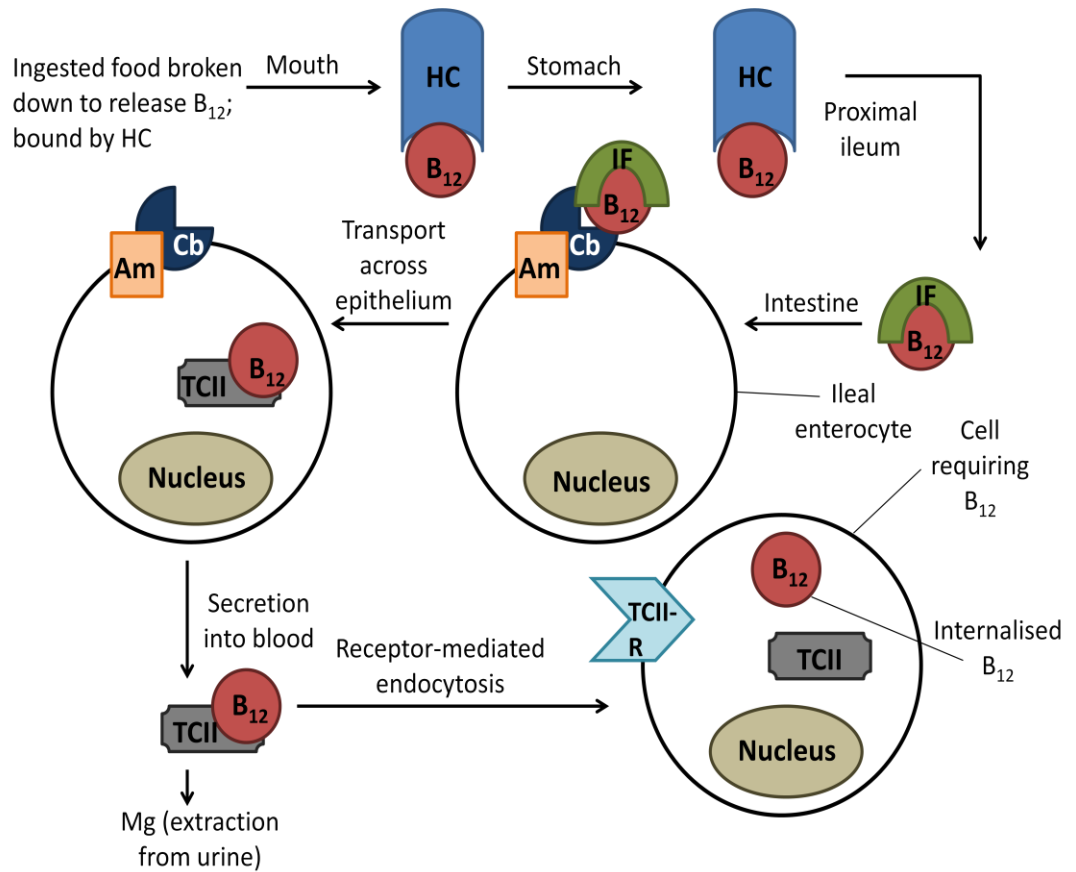 Ingested food broken
down to release B₁₂;
bound by HC
Mouth
HC
B₁₂
Stomach
HC
B₁₂
Proximal
ileum
IF
B₁₂
Intestine
IF
B₁₂
Cb
Am
Nucleus
Ileal
enterocyte
Transport
across
epithelium
Cb
Am
B₁₂
TCII
Nucleus
Secretion
into blood
B₁₂
TCII
Mg (extraction
from urine)
Receptor-mediated
endocytosis
TCII-
R
Cell
requiring
B₁₂
B₁₂
Internalised
B₁₂
TCII
Nucleus